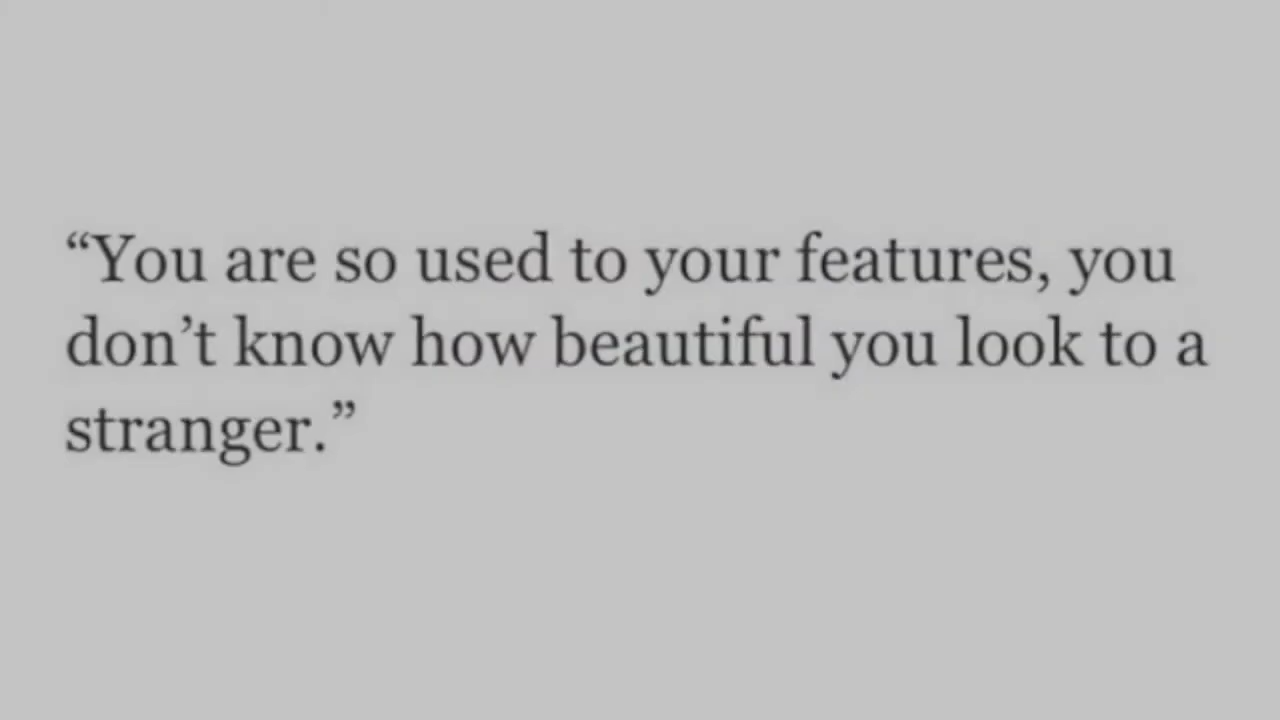 “You are so used to your features, you
don’t know how beautiful you look to a
stranger.”